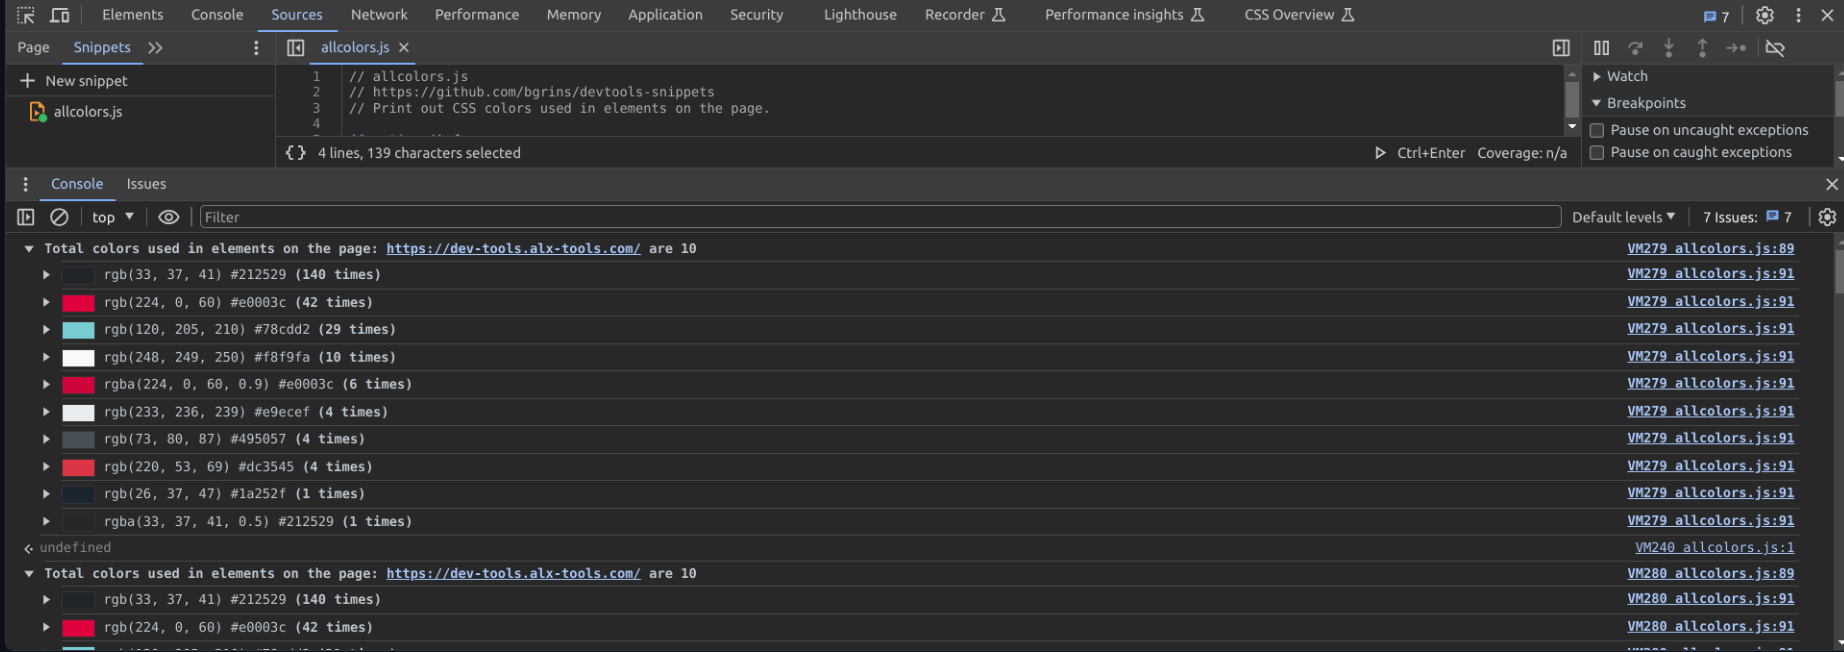 Elements Console Sources Network Performance Memory Application Security Lighthouse Recorder Performance insights CSS Overview 7
Page Snippets allcolors.js
New snippet
allcolors.js
1 // allcolors.js
2 // https://github.com/bgrins/devtools-snippets
3 // Print out CSS colors used in elements on the page.
4
{} 4 lines, 139 characters selected Ctrl+Enter Coverage: n/a
Watch
Breakpoints
Pause on uncaught exceptions
Pause on caught exceptions
Console Issues
top Filter Default levels 7 Issues: 7
Total colors used in elements on the page: https://dev-tools.alx-tools.com/ are 10 VM279 allcolors.js:89
rgb(33, 37, 41) #212529 (140 times) VM279 allcolors.js:91
rgb(224, 0, 60) #e0003c (42 times) VM279 allcolors.js:91
rgb(120, 205, 210) #78cdd2 (29 times) VM279 allcolors.js:91
rgb(248, 249, 250) #f8f9fa (10 times) VM279 allcolors.js:91
rgba(224, 0, 60, 0.9) #e0003c (6 times) VM279 allcolors.js:91
rgb(233, 236, 239) #e9ecef (4 times) VM279 allcolors.js:91
rgb(73, 80, 87) #495057 (4 times) VM279 allcolors.js:91
rgb(220, 53, 69) #dc3545 (4 times) VM279 allcolors.js:91
rgb(26, 37, 47) #1a252f (1 times) VM279 allcolors.js:91
rgba(33, 37, 41, 0.5) #212529 (1 times) VM279 allcolors.js:91
undefined VM240 allcolors.js:1
Total colors used in elements on the page: https://dev-tools.alx-tools.com/ are 10 VM280 allcolors.js:89
rgb(33, 37, 41) #212529 (140 times) VM280 allcolors.js:91
rgb(224, 0, 60) #e0003c (42 times) VM280 allcolors.js:91